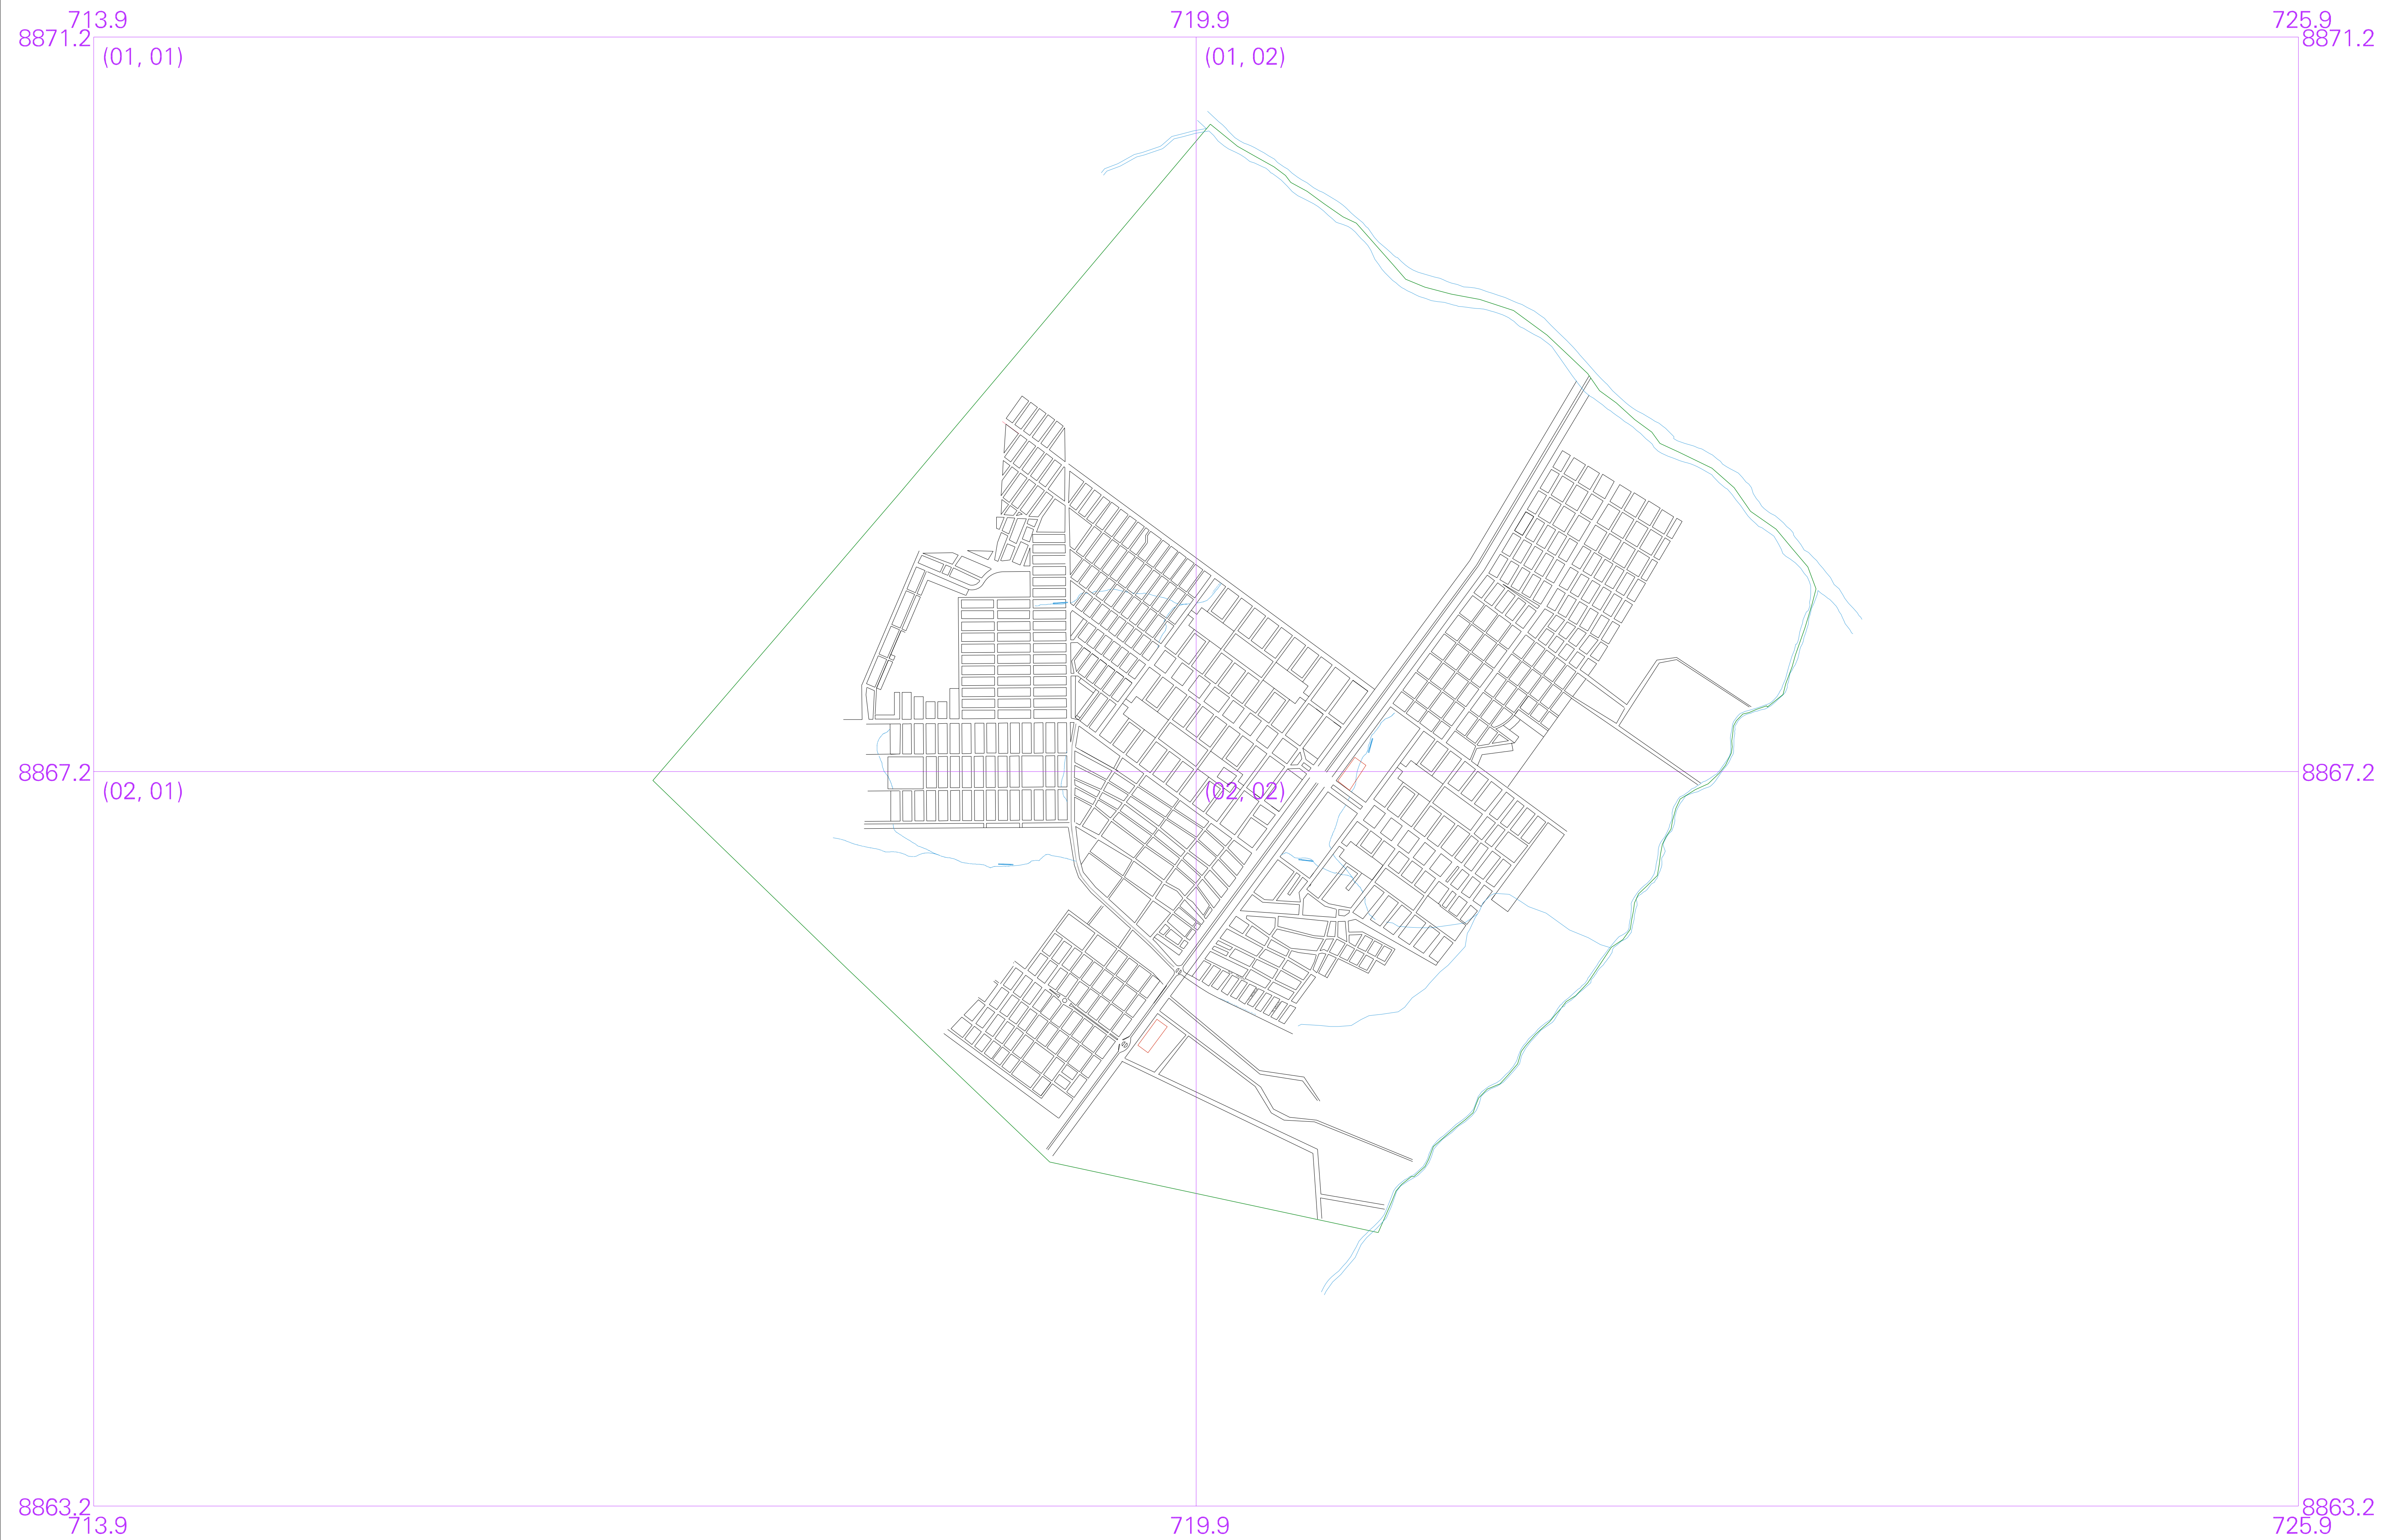 713.9 719.9 725.9
8871.2 8871.2
(01, 01) (01, 02)
8867.2 8867.2
(02, 01) (02, 02)
8863.2 8863.2
713.9 719.9 725.9